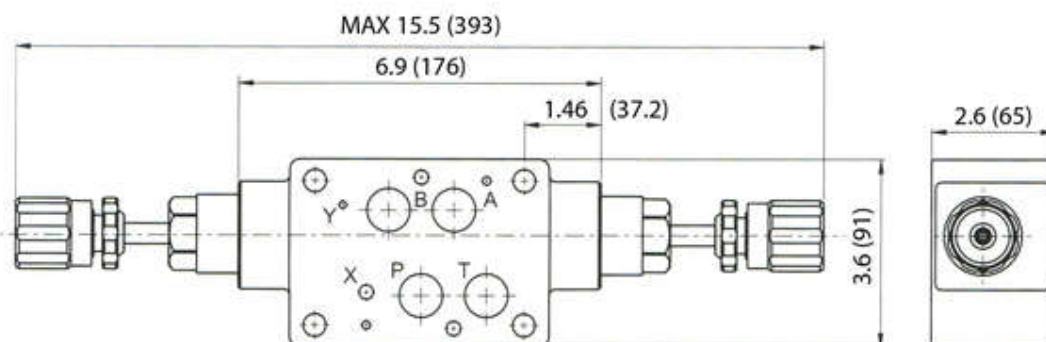 MAX 15.5 (393)
6.9 (176)
1.46 (37.2)
2.6 (65)
B A
Y
3.6 (91)
P T
X